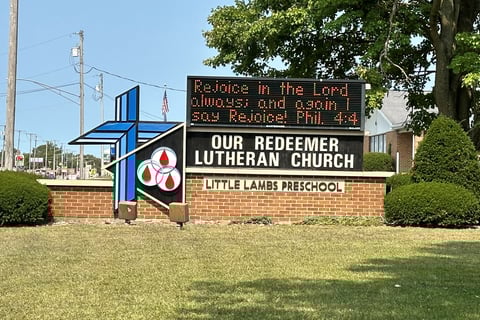 Rejoice in the Lord
always; and again I
say Rejoice! Phil. 4:4
OUR REDEEMER
LUTHERAN CHURCH
LITTLE LAMBS PRESCHOOL